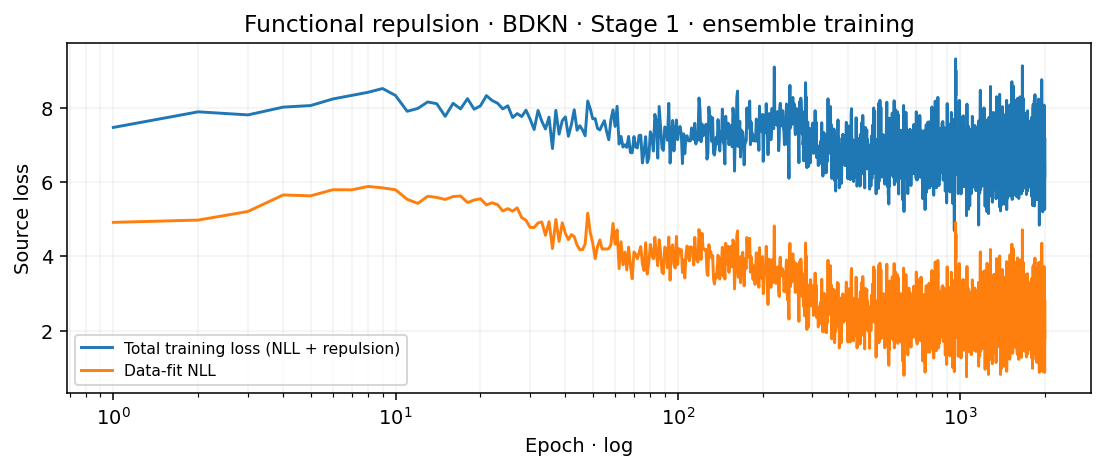 Functional repulsion · BDKN · Stage 1 · ensemble training
Source loss
8
6
4
2
Total training loss (NLL + repulsion)
Data-fit NLL
10⁰
10¹
10²
10³
Epoch · log